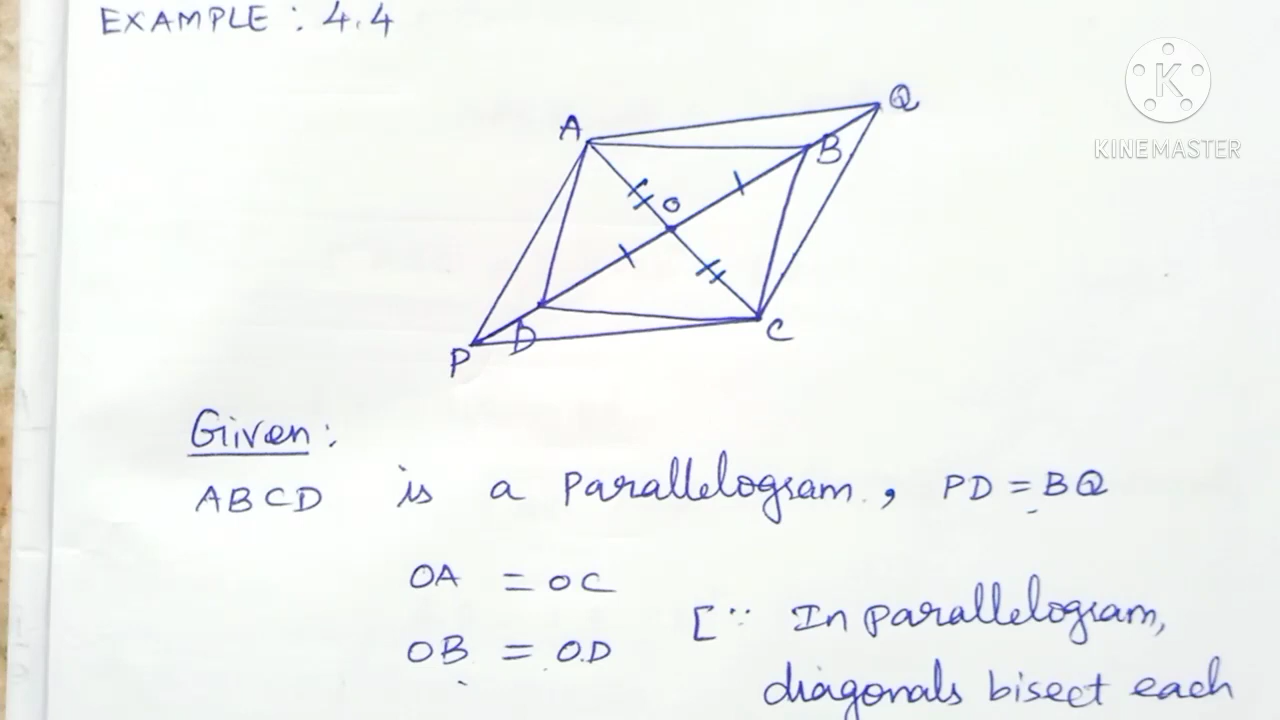 EXAMPLE : 4.4
K
KINEMASTER
Q
A
B
O
D
C
P
Given :
ABCD is a parallelogram , PD = BQ
OA = OC
OB = OD
[∵ In parallelogram,
diagonals bisect each